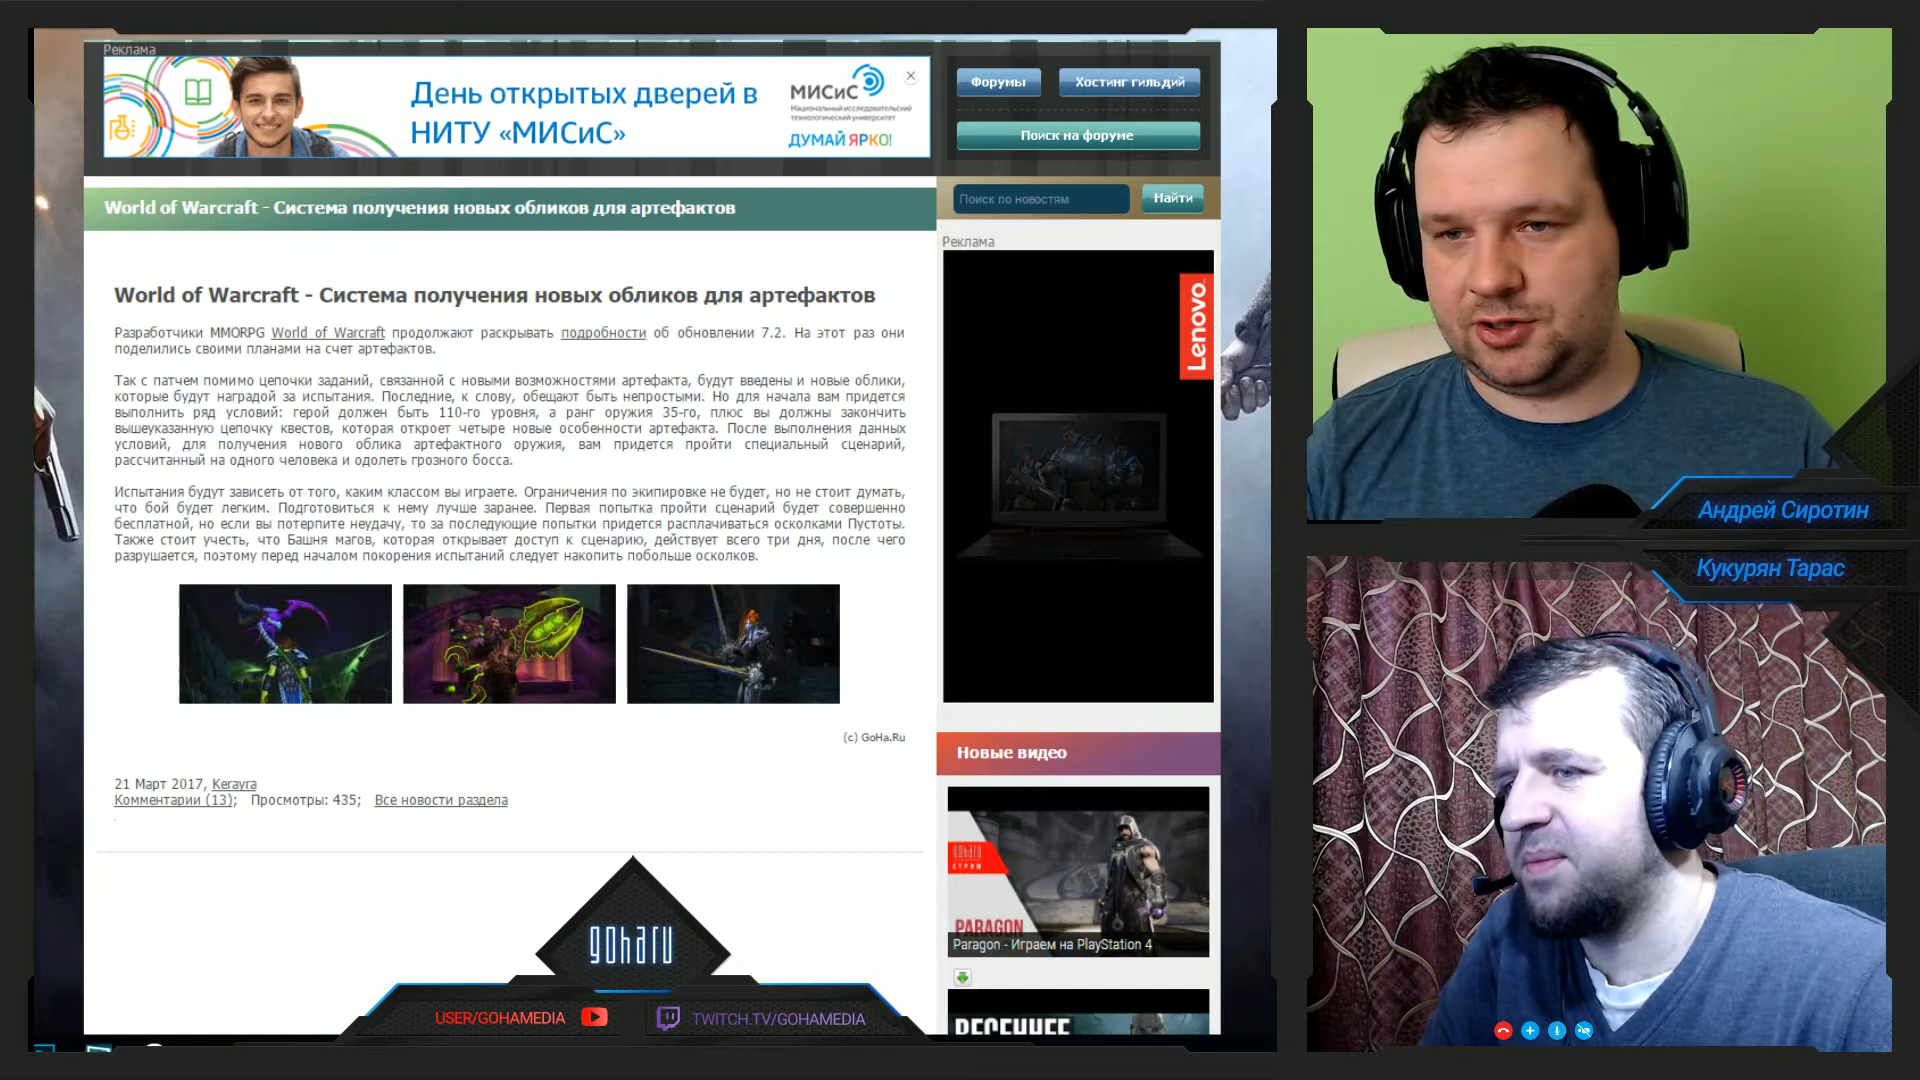 Реклама
День открытых дверей в
НИТУ «МИСиС»
МИСиС
Национальный исследовательский
технологический университет
ДУМАЙ ЯРКО!
Форумы
Хостинг гильдий
Поиск на форуме
World of Warcraft - Система получения новых обликов для артефактов
Поиск по новостям
Найти
Реклама
Lenovo
World of Warcraft - Система получения новых обликов для артефактов
Разработчики MMORPG World of Warcraft продолжают раскрывать подробности об обновлении 7.2. На этот раз они
поделились своими планами на счет артефактов.
Так с патчем помимо цепочки заданий, связанной с новыми возможностями артефакта, будут введены и новые облики,
которые будут наградой за испытания. Последние, к слову, обещают быть непростыми. Но для начала вам придется
выполнить ряд условий: герой должен быть 110-го уровня, а ранг оружия 35-го, плюс вы должны закончить
вышеуказанную цепочку квестов, которая откроет четыре новые особенности артефакта. После выполнения данных
условий, для получения нового облика артефактного оружия, вам придется пройти специальный сценарий,
рассчитанный на одного человека и одолеть грозного босса.
Испытания будут зависеть от того, каким классом вы играете. Ограничения по экипировке не будет, но не стоит думать,
что бой будет легким. Подготовиться к нему лучше заранее. Первая попытка пройти сценарий будет совершенно
бесплатной, но если вы потерпите неудачу, то за последующие попытки придется расплачиваться осколками Пустоты.
Также стоит учесть, что Башня магов, которая открывает доступ к сценарию, действует всего три дня, после чего
разрушается, поэтому перед началом покорения испытаний следует накопить побольше осколков.
(c) GoHa.Ru
21 Март 2017, Kerayra
Комментарии (13); Просмотры: 435; Все новости раздела
Новые видео
goharu
СТРИМ
PARAGON
Paragon - Играем на PlayStation 4
ВЕСЕННЕЕ
goharu
USER/GOHAMEDIA
TWITCH.TV/GOHAMEDIA
Андрей Сиротин
Кукурян Тарас